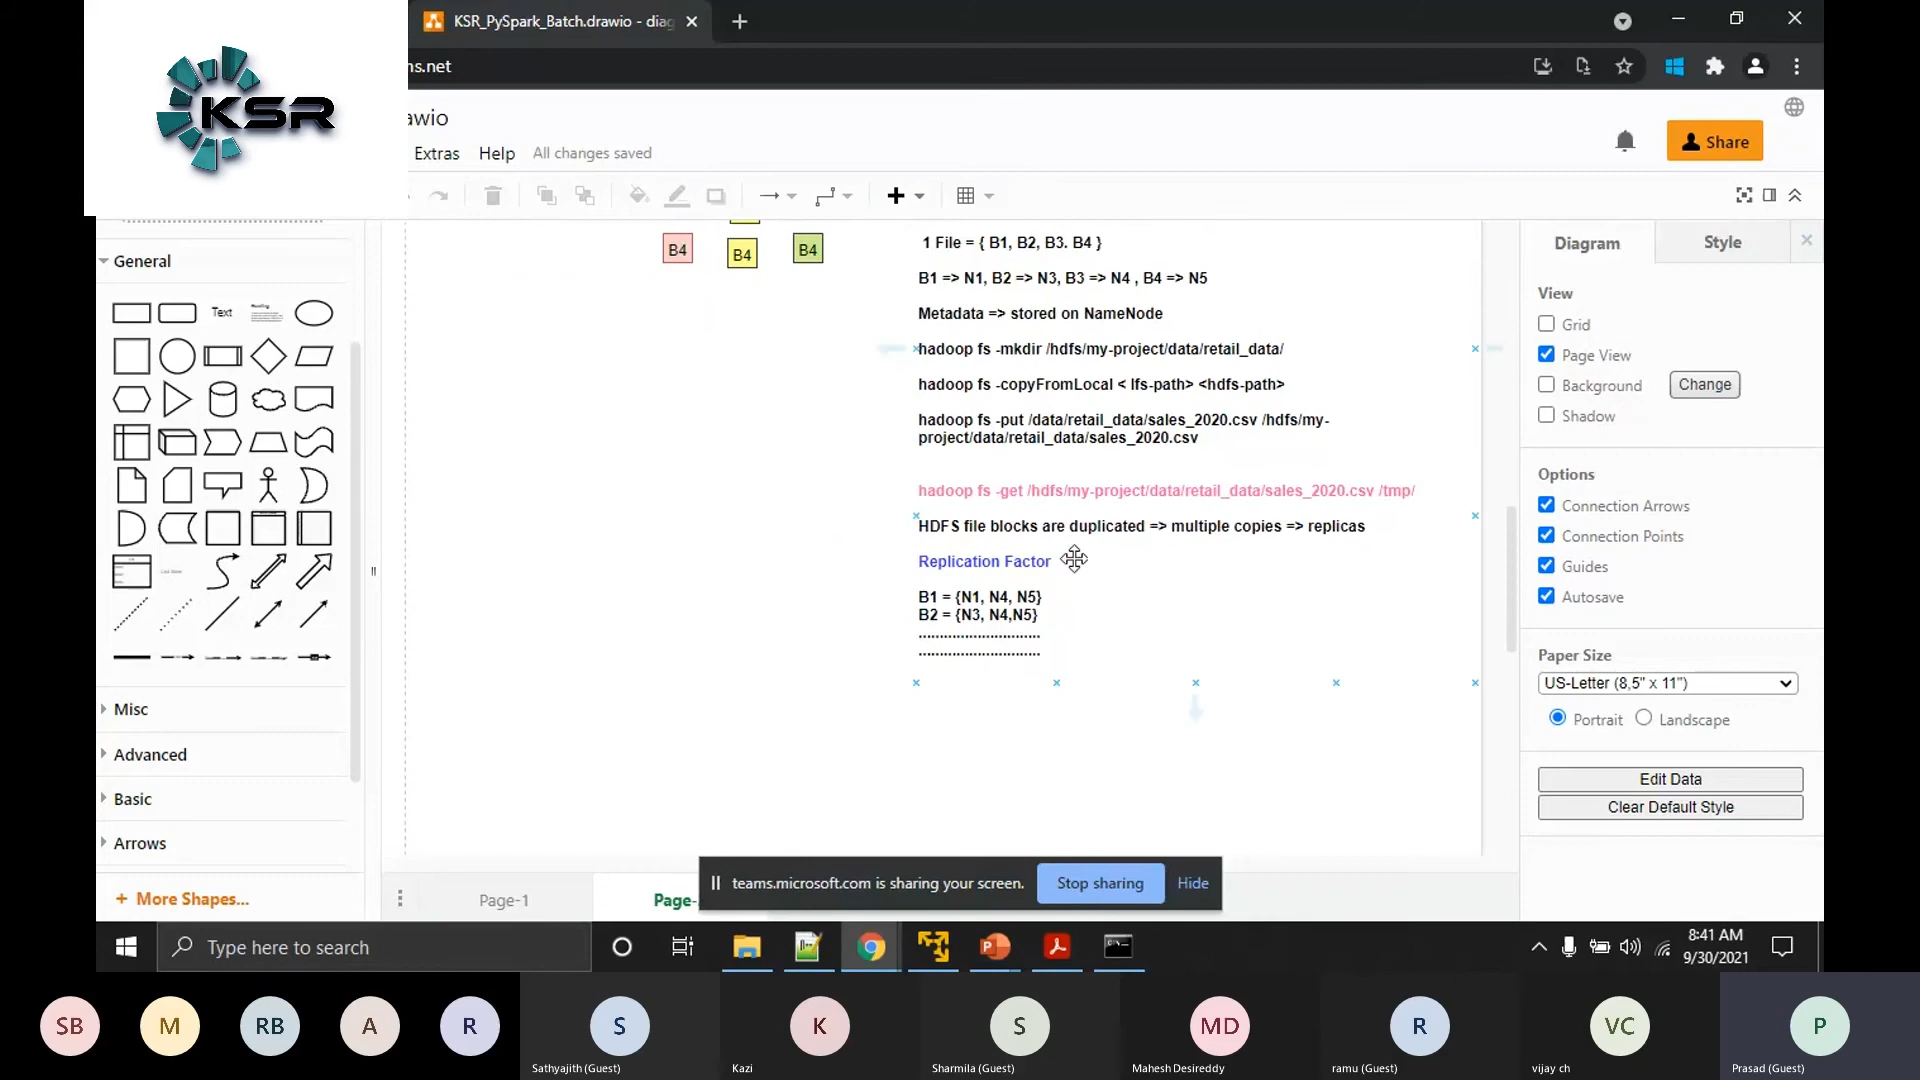 KSR
KSR_PySpark_Batch.drawio - diag
ns.net
awio
Extras
Help
All changes saved
Share
General
Text
Heading
Misc
Advanced
Basic
Arrows
+ More Shapes...
B4
B4
B4
1 File = { B1, B2, B3. B4 }
B1 => N1, B2 => N3, B3 => N4 , B4 => N5
Metadata => stored on NameNode
hadoop fs -mkdir /hdfs/my-project/data/retail_data/
hadoop fs -copyFromLocal < lfs-path> <hdfs-path>
hadoop fs -put /data/retail_data/sales_2020.csv /hdfs/my-
project/data/retail_data/sales_2020.csv
hadoop fs -get /hdfs/my-project/data/retail_data/sales_2020.csv /tmp/
HDFS file blocks are duplicated => multiple copies => replicas
Replication Factor
B1 = {N1, N4, N5}
B2 = {N3, N4,N5}
.............................
.............................
Diagram
Style
View
Grid
Page View
Background
Change
Shadow
Options
Connection Arrows
Connection Points
Guides
Autosave
Paper Size
US-Letter (8,5" x 11")
Portrait
Landscape
Edit Data
Clear Default Style
Page-1
Page-
teams.microsoft.com is sharing your screen.
Stop sharing
Hide
Type here to search
8:41 AM
9/30/2021
SB
M
RB
A
R
S
K
S
MD
R
VC
P
Sathyajith (Guest)
Kazi
Sharmila (Guest)
Mahesh Desireddy
ramu (Guest)
vijay ch
Prasad (Guest)